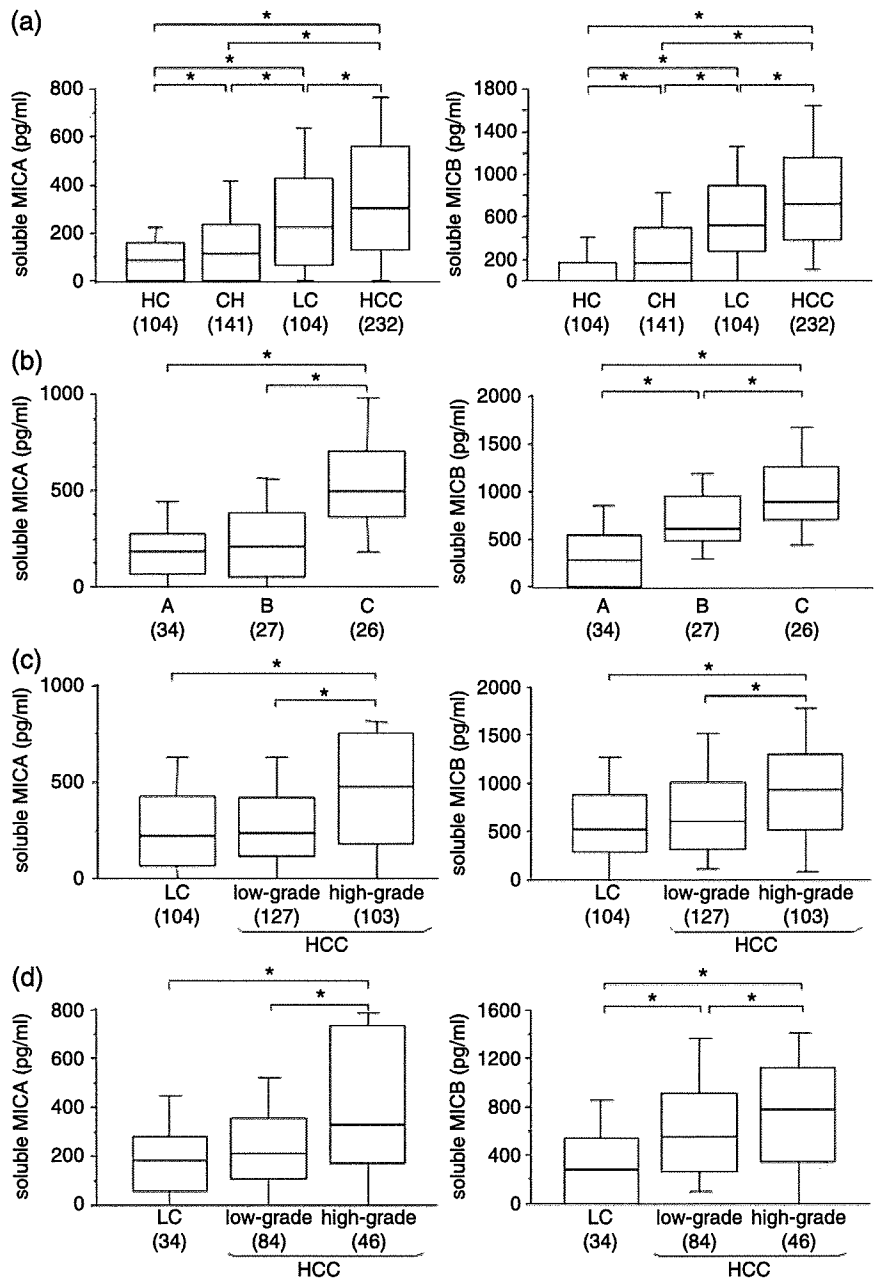 (a)
* 
*
*
* * *
soluble MICA (pg/ml)
800
600
400
200
0
HC CH LC HCC
(104) (141) (104) (232)
*
*
*
* * *
soluble MICB (pg/ml)
1800
1400
1000
600
200
0
HC CH LC HCC
(104) (141) (104) (232)
(b)
*
*
soluble MICA (pg/ml)
1000
500
0
A B C
(34) (27) (26)
*
* *
soluble MICB (pg/ml)
2000
1500
1000
500
0
A B C
(34) (27) (26)
(c)
*
*
soluble MICA (pg/ml)
1000
500
0
LC low-grade high-grade
(104) (127) (103)
HCC
*
*
soluble MICB (pg/ml)
2000
1500
1000
500
0
LC low-grade high-grade
(104) (127) (103)
HCC
(d)
*
*
soluble MICA (pg/ml)
800
600
400
200
0
LC low-grade high-grade
(34) (84) (46)
HCC
*
* *
soluble MICB (pg/ml)
1600
1200
800
400
0
LC low-grade high-grade
(34) (84) (46)
HCC